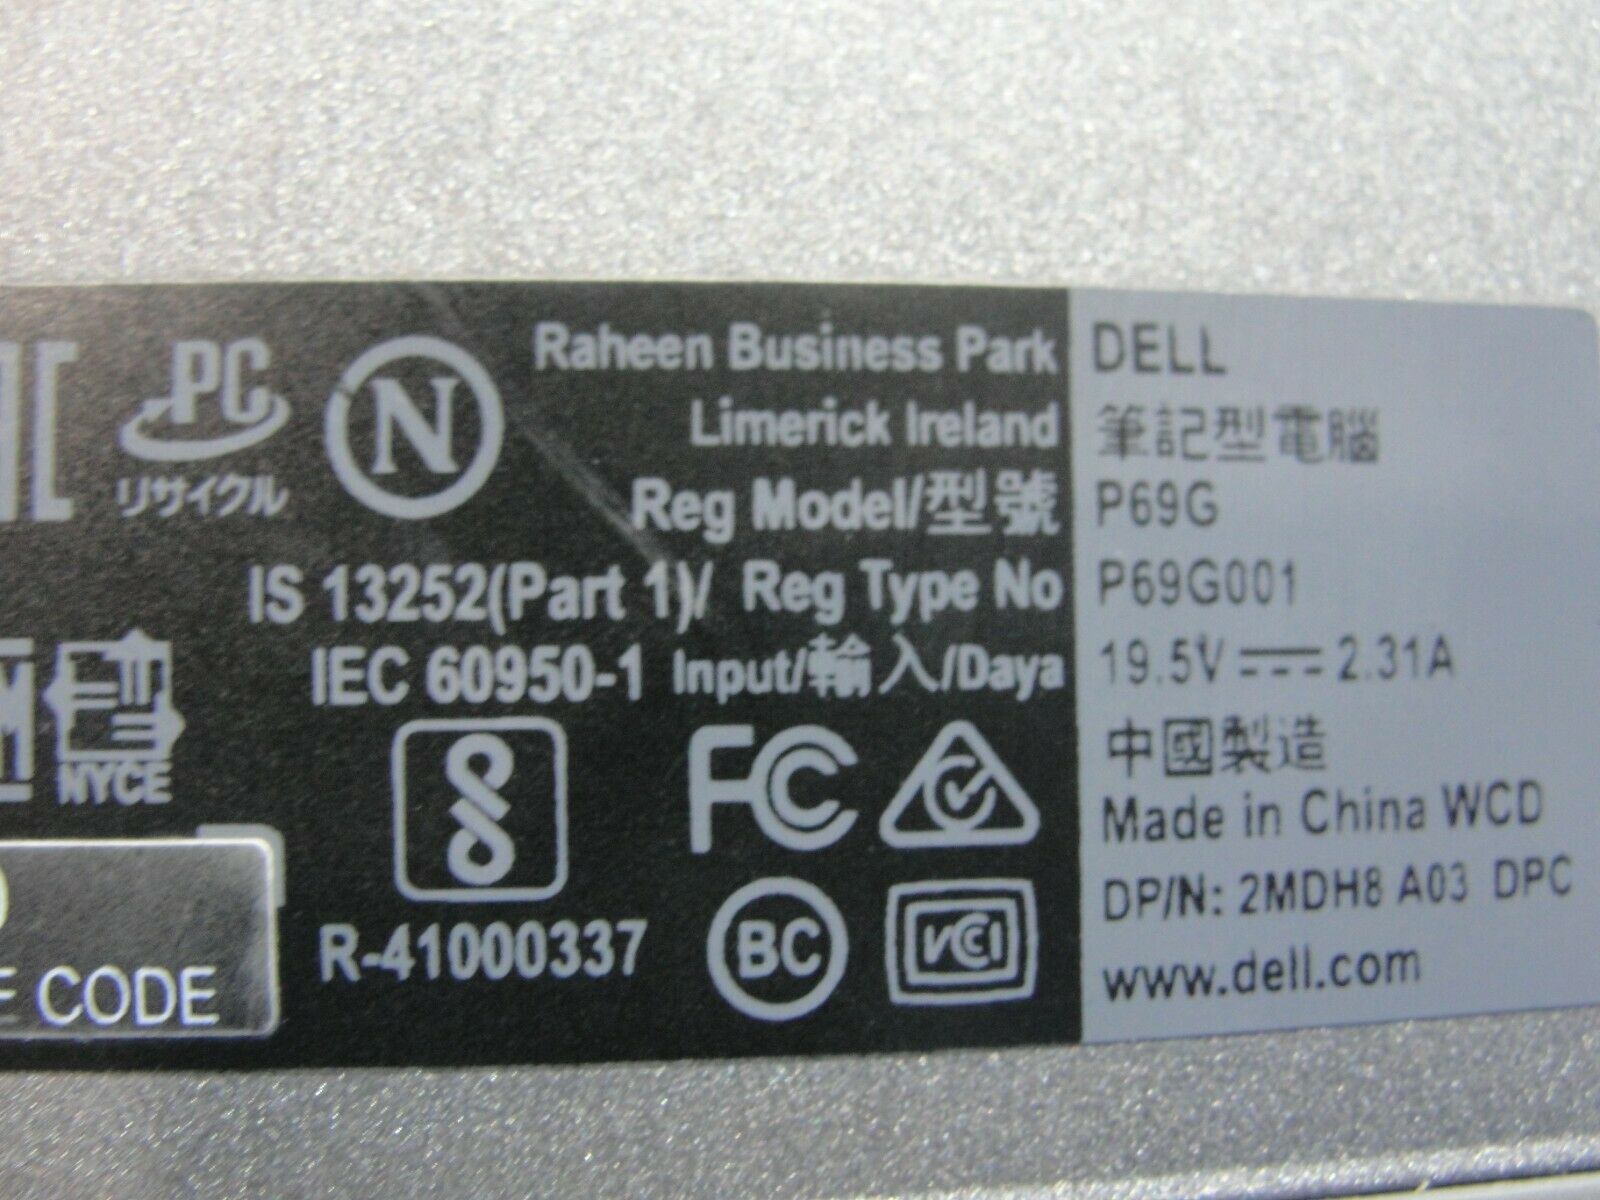 PC
リサイクル
N
Raheen Business Park
Limerick Ireland
Reg Model/型號
IS 13252(Part 1)/ Reg Type No
IEC 60950-1 Input/輸入/Daya
NYCE
R-41000337
FC
BC
VCCI
CODE
DELL
筆記型電腦
P69G
P69G001
19.5V ⎓ 2.31A
中國製造
Made in China WCD
DP/N: 2MDH8 A03 DPC
www.dell.com